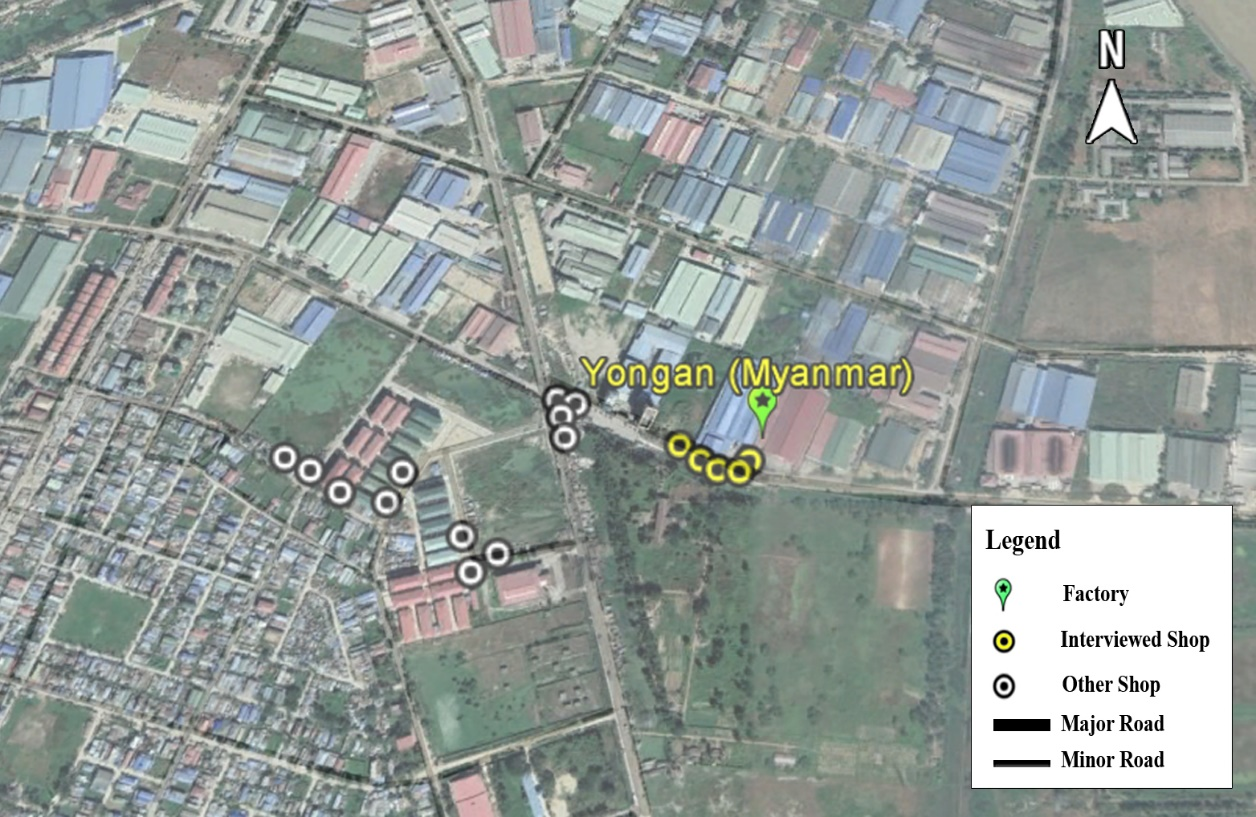 N
Yongan (Myanmar)
Legend
Factory
Interviewed Shop
Other Shop
Major Road
Minor Road